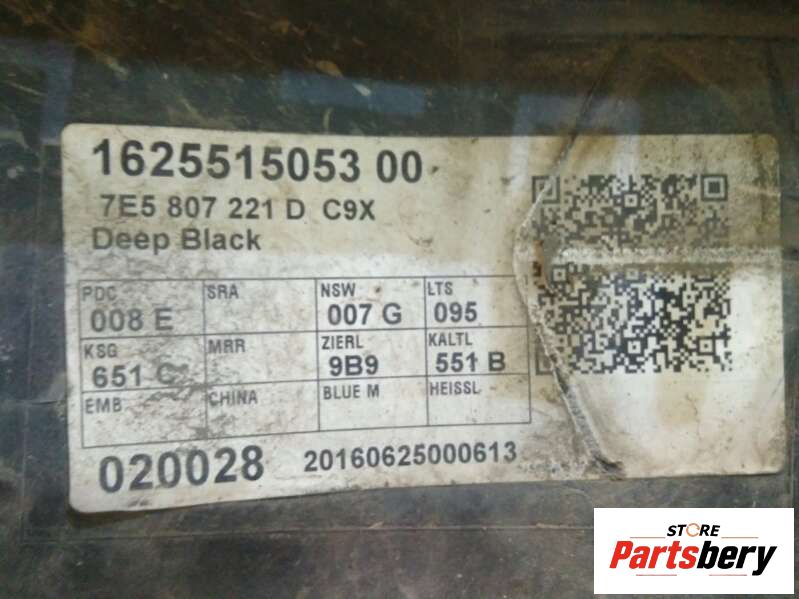 1625515053 00
7E5 807 221 D C9X
Deep Black
PDC SRA NSW LTS
008 E 007 G 095
KSG MRR ZIERL KALTL
651 C 9B9 551 B
EMB CHINA BLUE M HEISSL
020028 20160625000613
STORE
Partsbery